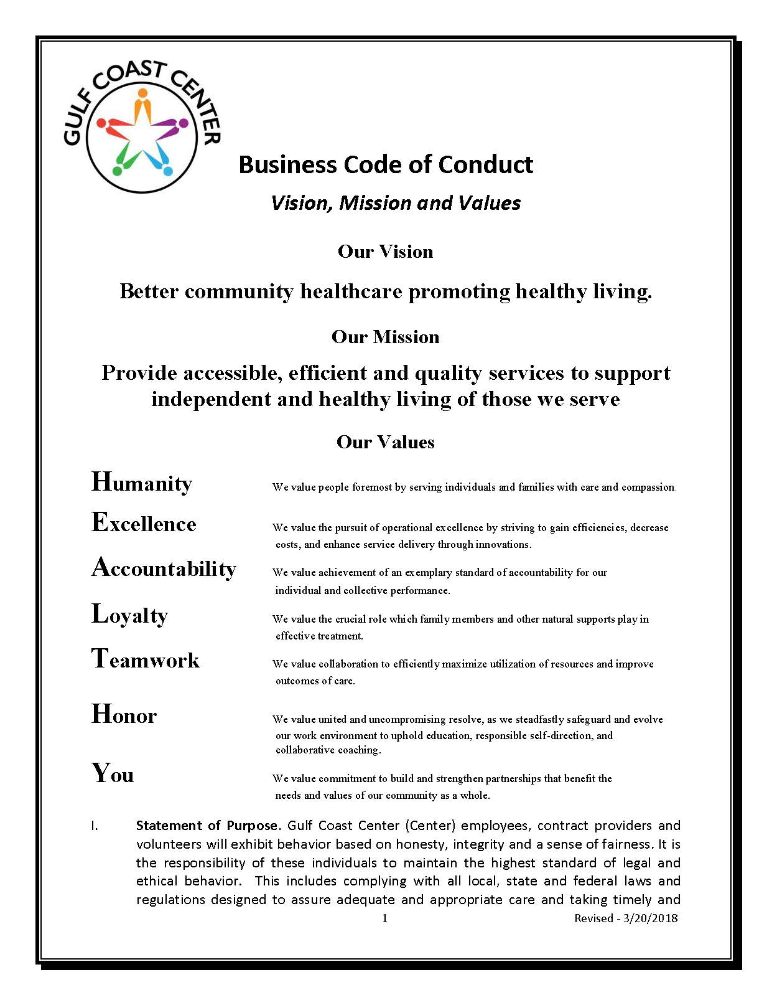 GULF COAST CENTER
Business Code of Conduct
Vision, Mission and Values
Our Vision
Better community healthcare promoting healthy living.
Our Mission
Provide accessible, efficient and quality services to support
independent and healthy living of those we serve
Our Values
Humanity We value people foremost by serving individuals and families with care and compassion.
Excellence We value the pursuit of operational excellence by striving to gain efficiencies, decrease
costs, and enhance service delivery through innovations.
Accountability We value achievement of an exemplary standard of accountability for our
individual and collective performance.
Loyalty We value the crucial role which family members and other natural supports play in
effective treatment.
Teamwork We value collaboration to efficiently maximize utilization of resources and improve
outcomes of care.
Honor We value united and uncompromising resolve, as we steadfastly safeguard and evolve
our work environment to uphold education, responsible self-direction, and
collaborative coaching.
You We value commitment to build and strengthen partnerships that benefit the
needs and values of our community as a whole.
I. Statement of Purpose. Gulf Coast Center (Center) employees, contract providers and
volunteers will exhibit behavior based on honesty, integrity and a sense of fairness. It is
the responsibility of these individuals to maintain the highest standard of legal and
ethical behavior. This includes complying with all local, state and federal laws and
regulations designed to assure adequate and appropriate care and taking timely and
1 Revised - 3/20/2018